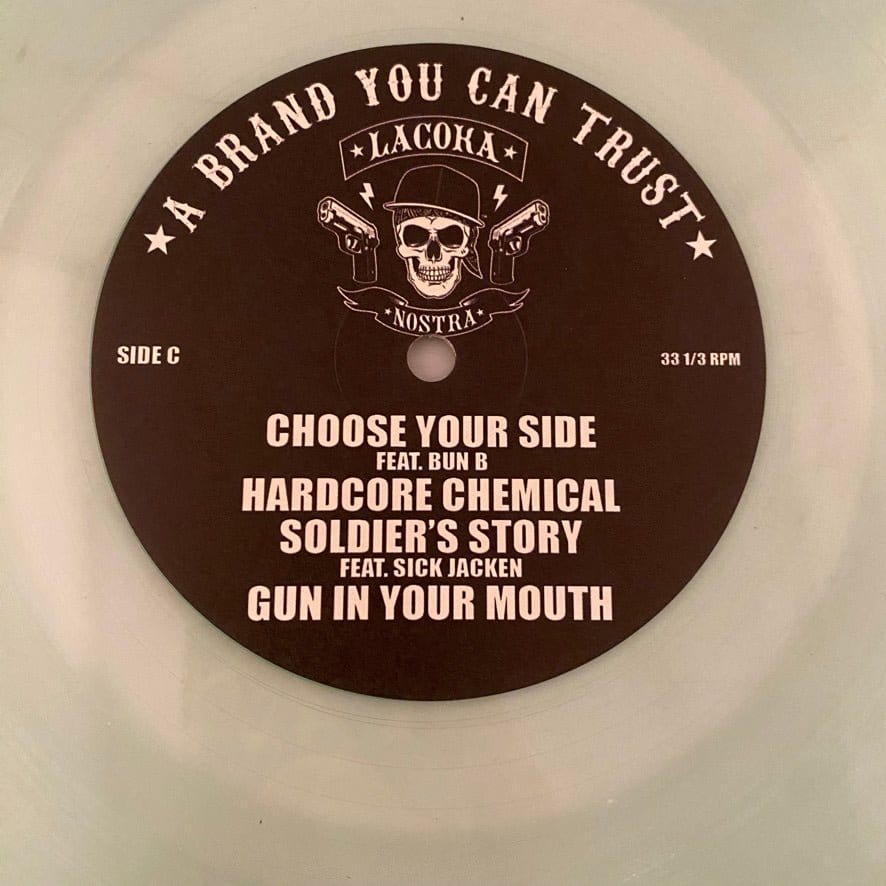 ★ A BRAND YOU CAN TRUST ★
★LACOKA★
★NOSTRA★
SIDE C
33 1/3 RPM
CHOOSE YOUR SIDE
FEAT. BUN B
HARDCORE CHEMICAL
SOLDIER'S STORY
FEAT. SICK JACKEN
GUN IN YOUR MOUTH